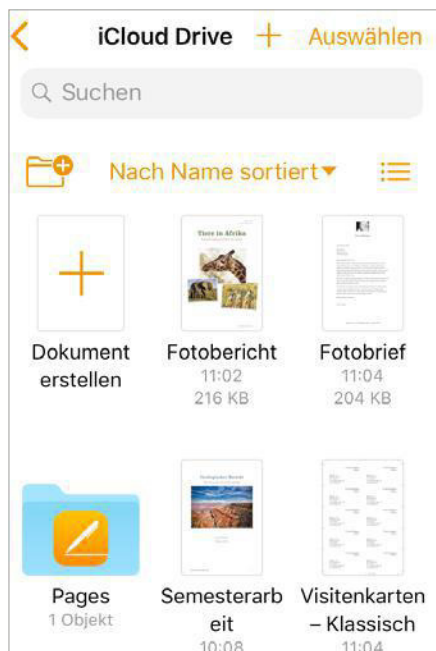 iCloud Drive Auswählen
Suchen
Nach Name sortiert
Tiere in Afrika
Dokument erstellen
Fotobericht
11:02
216 KB
Fotobrief
11:04
204 KB
Pages
1 Objekt
Semesterarb
eit
10:08
Visitenkarten
– Klassisch
11:04